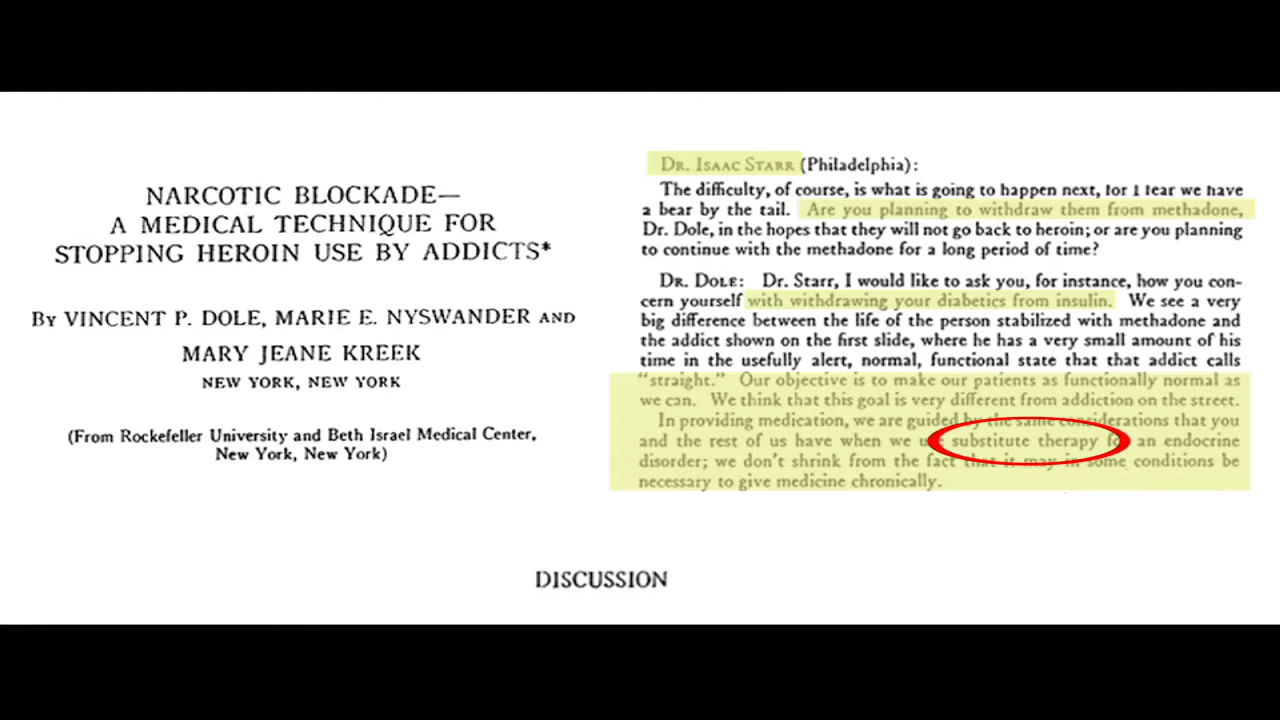 NARCOTIC BLOCKADE—
A MEDICAL TECHNIQUE FOR
STOPPING HEROIN USE BY ADDICTS*
By VINCENT P. DOLE, MARIE E. NYSWANDER AND
MARY JEANE KREEK
NEW YORK, NEW YORK
(From Rockefeller University and Beth Israel Medical Center,
New York, New York)
DR. ISAAC STARR (Philadelphia):
The difficulty, of course, is what is going to happen next, for I fear we have
a bear by the tail. Are you planning to withdraw them from methadone,
Dr. Dole, in the hopes that they will not go back to heroin; or are you planning
to continue with the methadone for a long period of time?
DR. DOLE: Dr. Starr, I would like to ask you, for instance, how you con-
cern yourself with withdrawing your diabetics from insulin. We see a very
big difference between the life of the person stabilized with methadone and
the addict shown on the first slide, where he has a very small amount of his
time in the usefully alert, normal, functional state that that addict calls
"straight." Our objective is to make our patients as functionally normal as
we can. We think that this goal is very different from addiction on the street.
In providing medication, we are guided by the same considerations that you
and the rest of us have when we use substitute therapy for an endocrine
disorder; we don't shrink from the fact that it may in some conditions be
necessary to give medicine chronically.
DISCUSSION